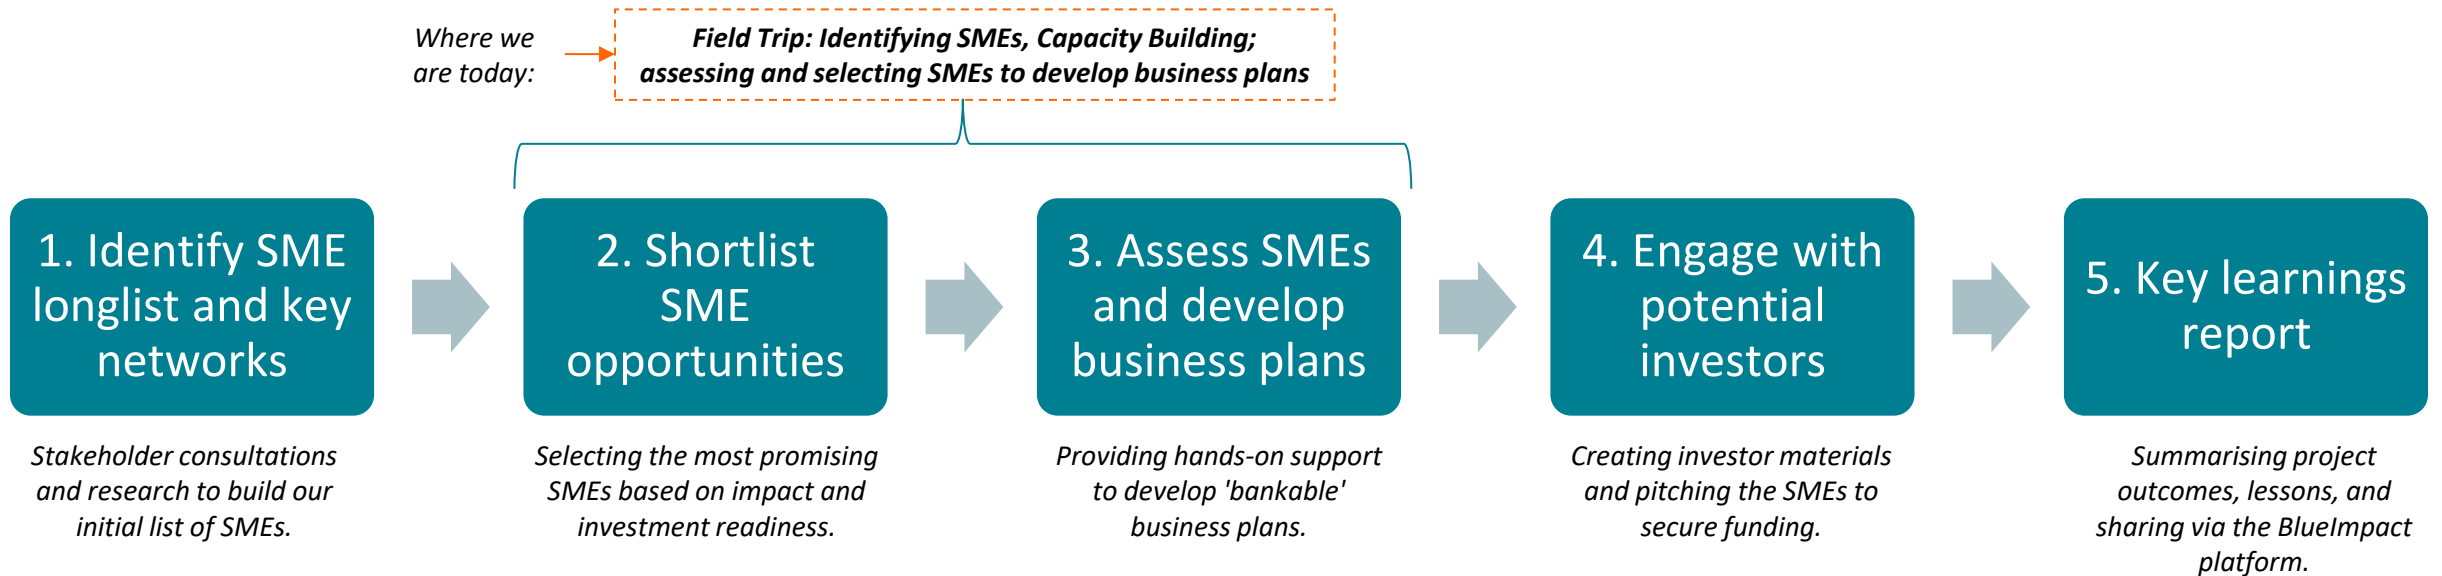 Where we
are today:
Field Trip: Identifying SMEs, Capacity Building;
assessing and selecting SMEs to develop business plans
1. Identify SME
longlist and key
networks
2. Shortlist
SME
opportunities
3. Assess SMEs
and develop
business plans
4. Engage with
potential
investors
5. Key learnings
report
Stakeholder consultations
and research to build our
initial list of SMEs.
Selecting the most promising
SMEs based on impact and
investment readiness.
Providing hands-on support
to develop 'bankable'
business plans.
Creating investor materials
and pitching the SMEs to
secure funding.
Summarising project
outcomes, lessons, and
sharing via the BlueImpact
platform.